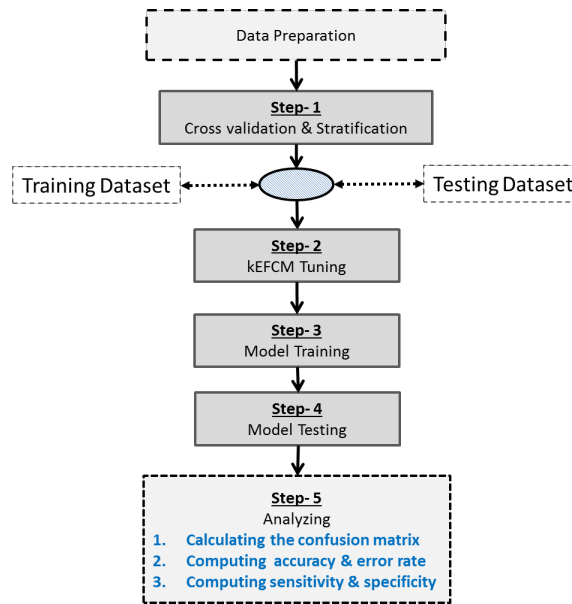 Data Preparation
Step- 1
Cross validation & Stratification
Training Dataset
Testing Dataset
Step- 2
kEFCM Tuning
Step- 3
Model Training
Step- 4
Model Testing
Step- 5
Analyzing
1. Calculating the confusion matrix
2. Computing accuracy & error rate
3. Computing sensitivity & specificity